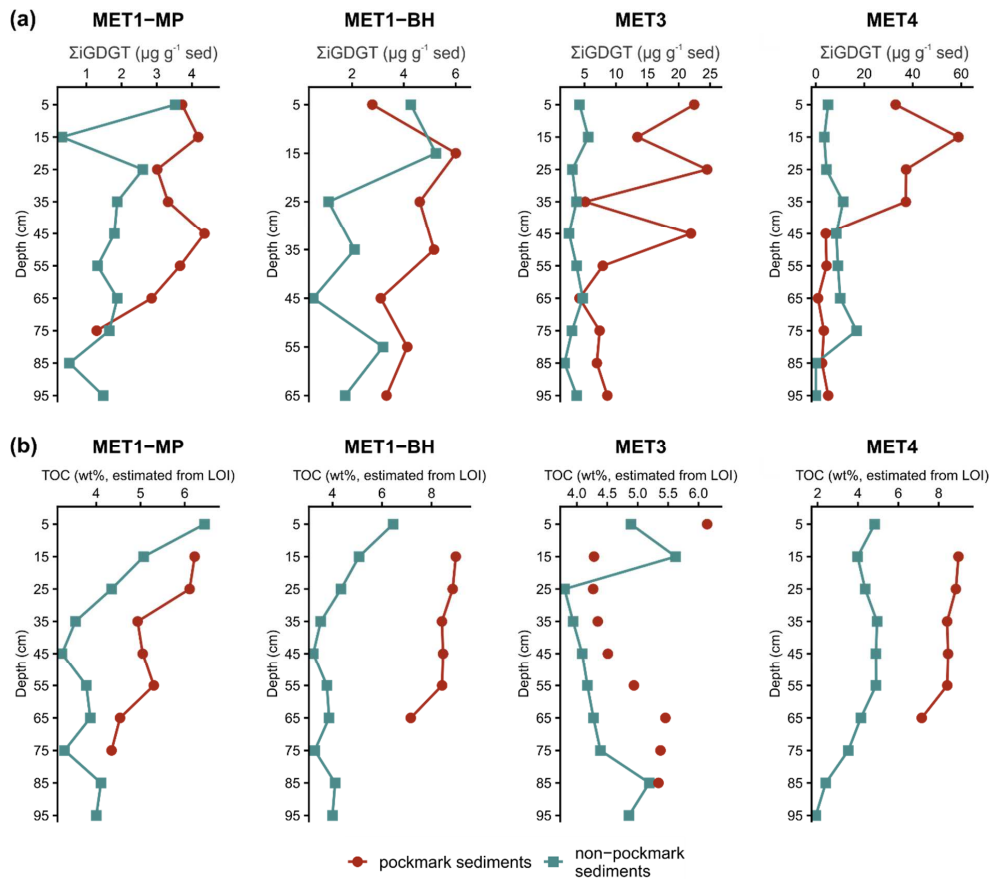 (a)
MET1−MP MET1−BH MET3 MET4
ΣiGDGT (µg g⁻¹ sed) ΣiGDGT (µg g⁻¹ sed) ΣiGDGT (µg g⁻¹ sed) ΣiGDGT (µg g⁻¹ sed)
1 2 3 4 2 4 6 5 10 15 20 25 0 20 40 60
5 5 5 5
15 15 15 15
25 25 25
35 25 35 35
45 35 45 45
55 55 55
65 45 65 65
75 55 75 75
85 85 85
95 65 95 95
Depth (cm) Depth (cm) Depth (cm) Depth (cm)
(b)
MET1−MP MET1−BH MET3 MET4
TOC (wt%, estimated from LOI) TOC (wt%, estimated from LOI) TOC (wt%, estimated from LOI) TOC (wt%, estimated from LOI)
4 5 6 4 6 8 4.0 4.5 5.0 5.5 6.0 2 4 6 8
5 5 5 5
15 15 15 15
25 25 25 25
35 35 35 35
45 45 45 45
55 55 55 55
65 65 65 65
75 75 75 75
85 85 85 85
95 95 95 95
Depth (cm) Depth (cm) Depth (cm) Depth (cm)
pockmark sediments non−pockmark
sediments